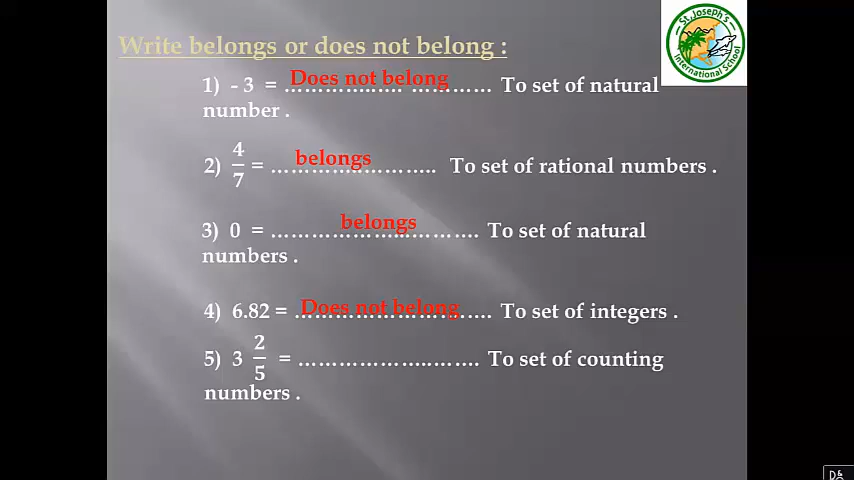 Write belongs or does not belong :
St. Joseph's
International School
1) - 3 = Does not belong ………………………… To set of natural
number .
2) 4/7 = belongs …………………….. To set of rational numbers .
3) 0 = belongs …………………………. To set of natural
numbers .
4) 6.82 = Does not belong …………………………. To set of integers .
5) 3 2/5 = ………………..……. To set of counting
numbers .